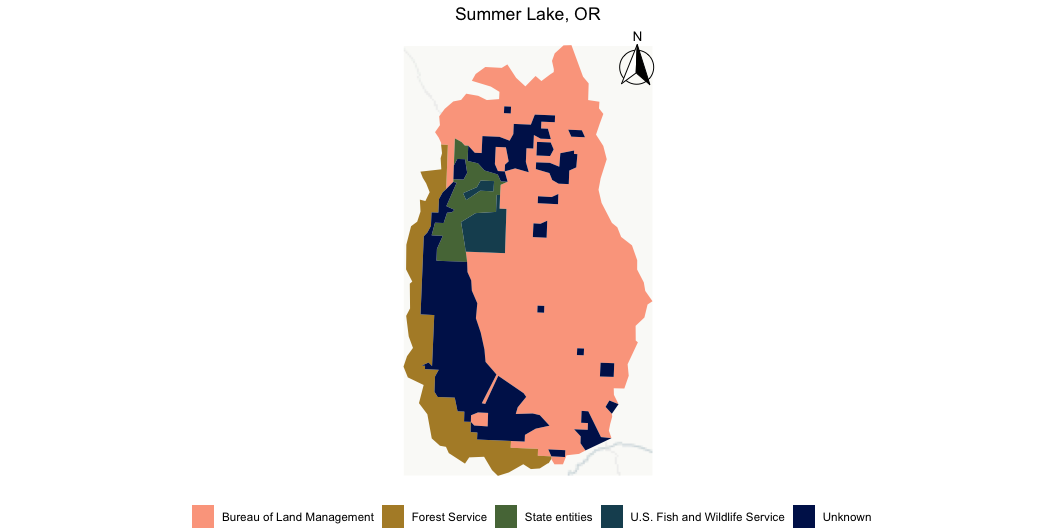 Summer Lake, OR
N
Bureau of Land Management Forest Service State entities U.S. Fish and Wildlife Service Unknown